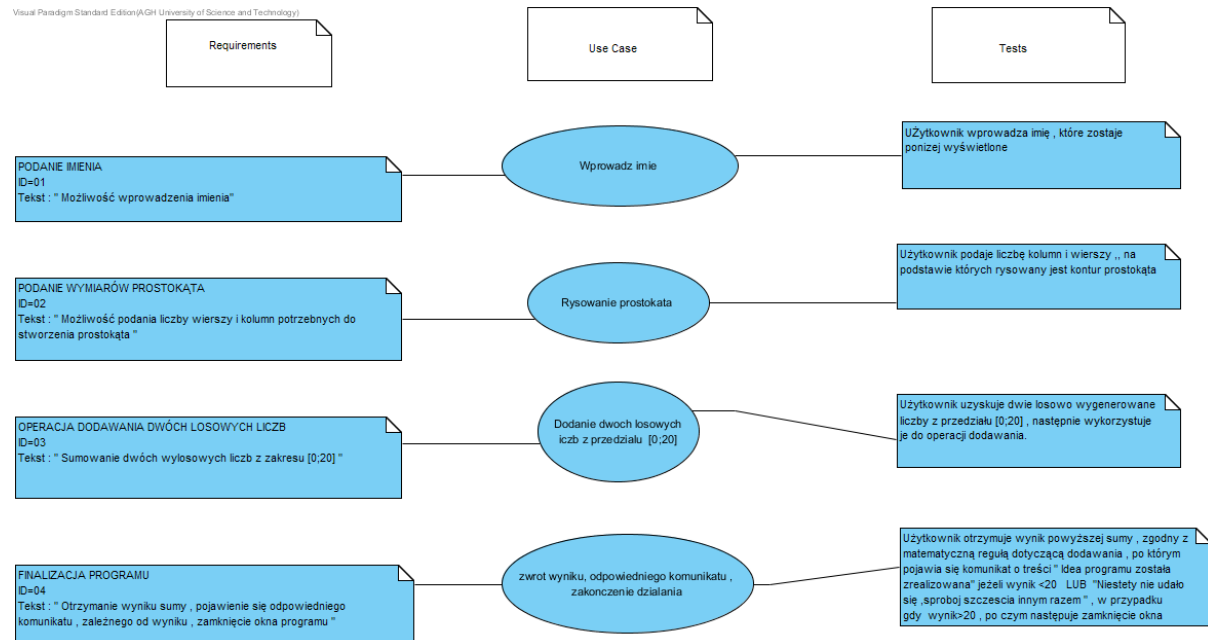 Visual Paradigm Standard Edition(AGH University of Science and Technology)
Requirements
Use Case
Tests
PODANIE IMIENIA
ID=01
Tekst : " Możliwość wprowadzenia imienia"
Wprowadz imie
UŻytkownik wprowadza imię , które zostaje
ponizej wyświetlone
PODANIE WYMIARÓW PROSTOKĄTA
ID=02
Tekst : " Możliwość podania liczby wierszy i kolumn potrzebnych do
stworzenia prostokąta "
Rysowanie prostokata
Użytkownik podaje liczbę kolumn i wierszy ,, na
podstawie których rysowany jest kontur prostokąta
OPERACJA DODAWANIA DWÓCH LOSOWYCH LICZB
ID=03
Tekst : " Sumowanie dwóch wylosowych liczb z zakresu [0;20] "
Dodanie dwoch losowych
iczb z przedzialu [0;20]
Użytkownik uzyskuje dwie losowo wygenerowane
liczby z przedziału [0;20] , następnie wykorzystuje
je do operacji dodawania.
FINALIZACJA PROGRAMU
ID=04
Tekst : " Otrzymanie wyniku sumy , pojawienie się odpowiedniego
komunikatu , zależnego od wyniku , zamknięcie okna programu "
zwrot wyniku, odpowiedniego komunikatu ,
zakonczenie dzialania
Użytkownik otrzymuje wynik powyższej sumy , zgodny z
matematyczną regułą dotyczącą dodawania , po którym
pojawia się komunikat o treści " Idea programu została
zrealizowana" jeżeli wynik <20 LUB "Niestety nie udało
się ,sproboj szczescia innym razem " , w przypadku
gdy wynik>20 , po czym następuje zamknięcie okna